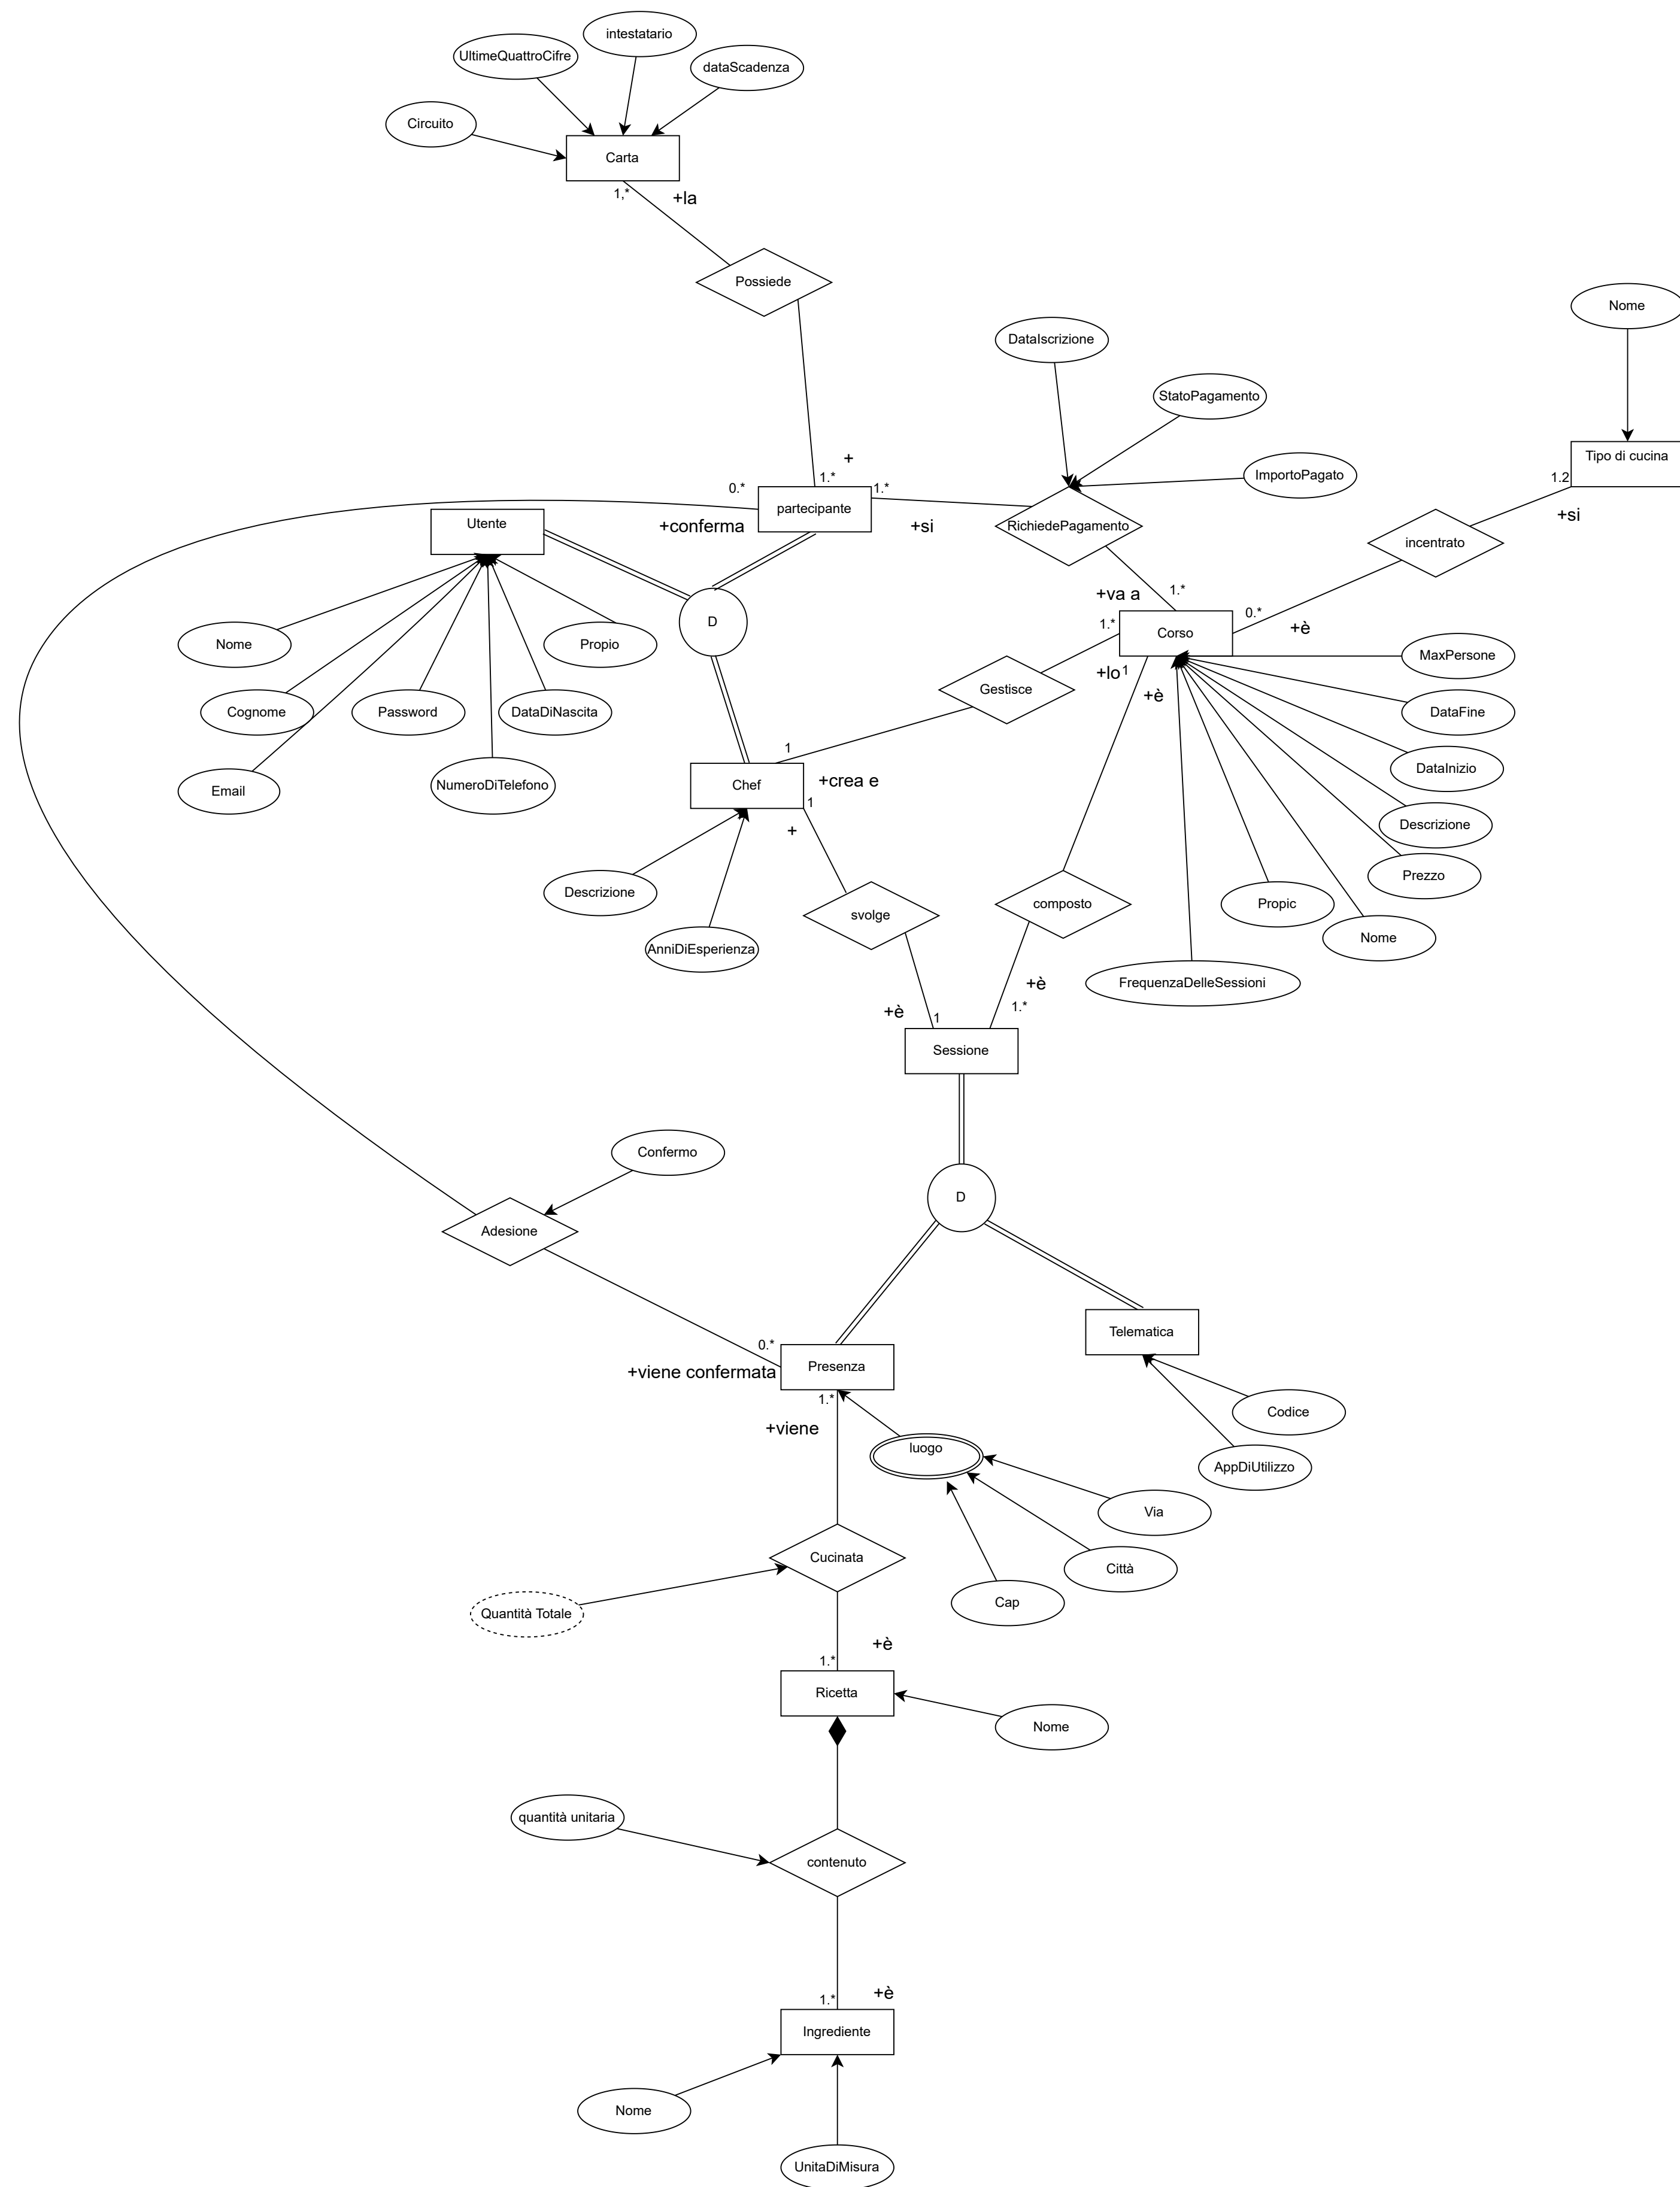 intestatario
UltimeQuattroCifre
dataScadenza
Circuito
Carta
1,*
+la
Possiede
Nome
DataIscrizione
StatoPagamento
Tipo di cucina
+
ImportoPagato
1.2
1.*
0.*
1.*
partecipante
+si
+conferma
+si
RichiedePagamento
Utente
incentrato
+va a
1.*
0.*
D
1.*
+è
Corso
Nome
Propio
MaxPersone
+lo
1
Gestisce
+è
Cognome
Password
DataDiNascita
DataFine
1
DataInizio
Chef
+crea e
Email
NumeroDiTelefono
1
+
Descrizione
Prezzo
Descrizione
composto
Propic
svolge
Nome
AnniDiEsperienza
+è
FrequenzaDelleSessioni
+è
1.*
1
Sessione
Confermo
D
Adesione
Telematica
0.*
+viene confermata
Presenza
1.*
Codice
+viene
luogo
AppDiUtilizzo
Via
Cucinata
Città
Quantità Totale
Cap
+è
1.*
Ricetta
Nome
quantità unitaria
contenuto
+è
1.*
Ingrediente
Nome
UnitaDiMisura